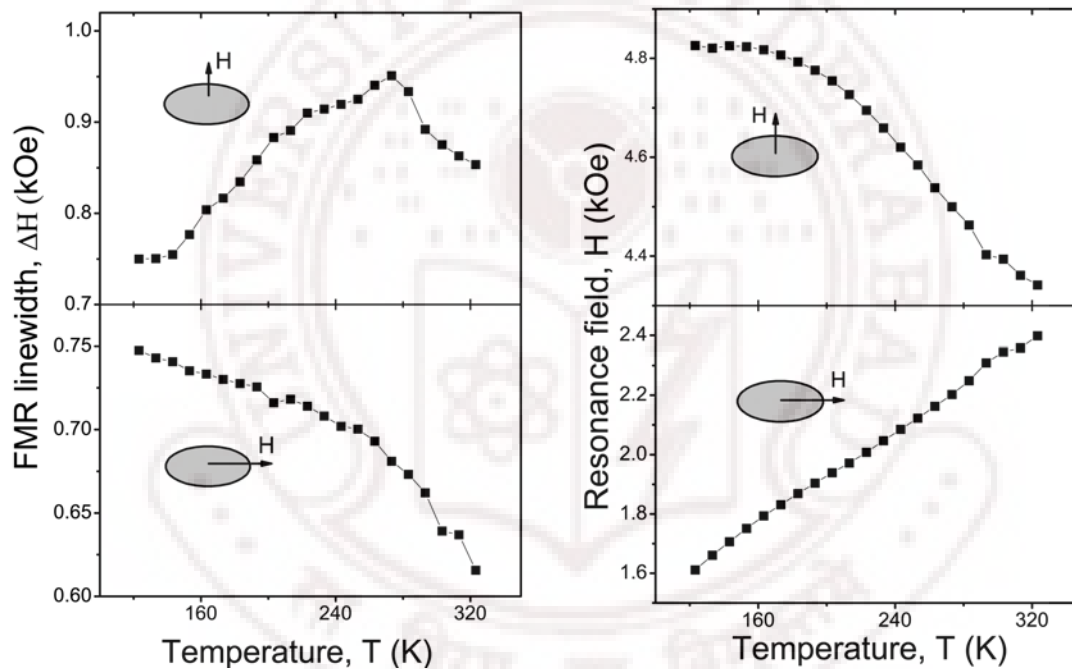 FMR linewidth, ΔH (kOe)
1.0
0.9
0.8
0.7
H
0.75
0.70
0.65
0.60
H
160
240
320
Temperature, T (K)
Resonance field, H (kOe)
4.8
4.6
4.4
H
2.4
2.2
2.0
1.8
1.6
H
160
240
320
Temperature, T (K)